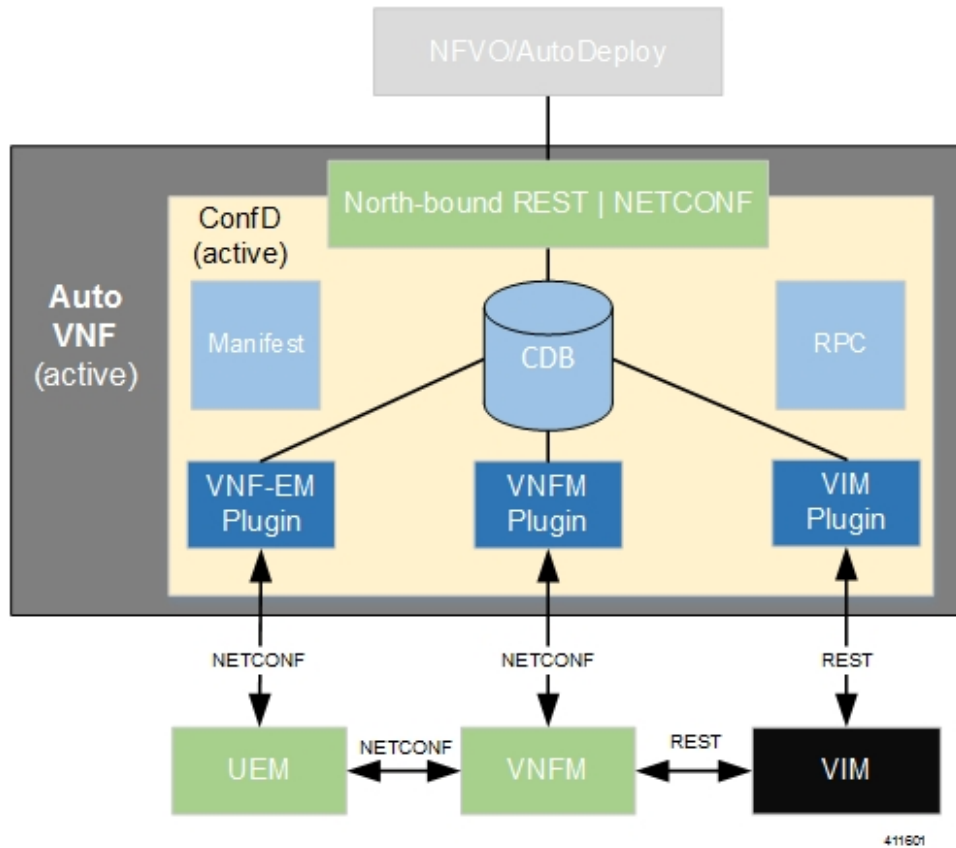 NFVO/AutoDeploy
North-bound REST | NETCONF
ConfD
(active)
Auto
VNF
(active)
Manifest
CDB
RPC
VNF-EM
Plugin
VNFM
Plugin
VIM
Plugin
NETCONF
NETCONF
REST
UEM
NETCONF
VNFM
REST
VIM
411601